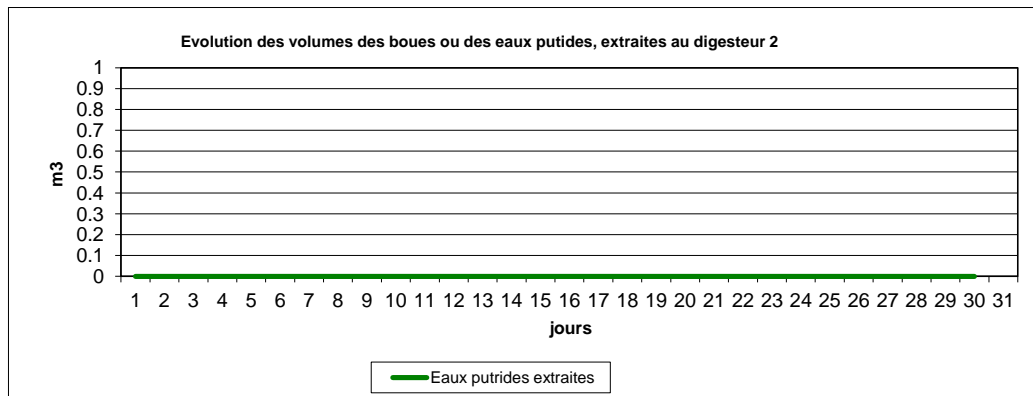 Evolution des volumes des boues ou des eaux putides, extraites au digesteur 2
1
0.9
0.8
0.7
0.6
0.5
0.4
0.3
0.2
0.1
0
m3
1 2 3 4 5 6 7 8 9 10 11 12 13 14 15 16 17 18 19 20 21 22 23 24 25 26 27 28 29 30 31
jours
Eaux putrides extraites